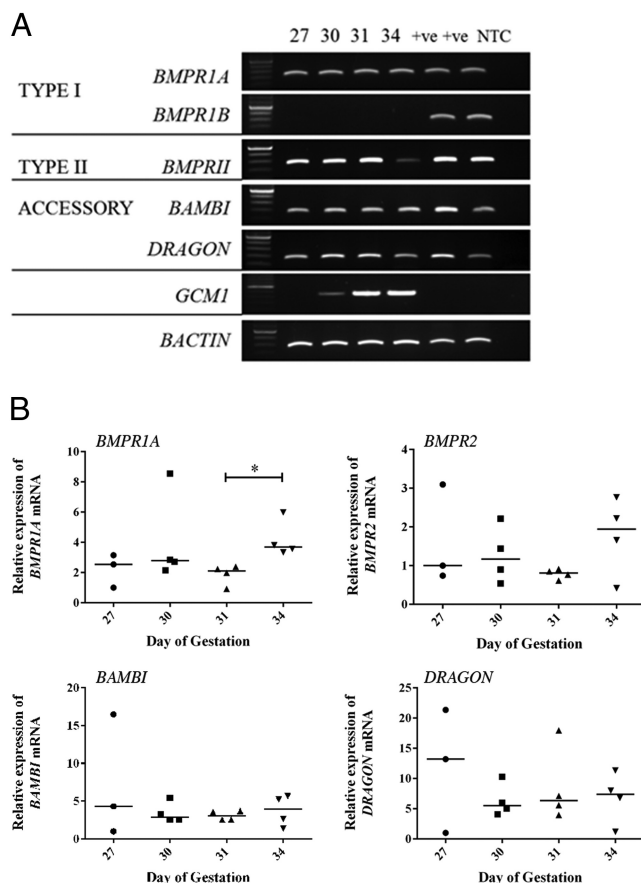 A
27 30 31 34 +ve +ve NTC
TYPE I
BMPR1A
BMPR1B
TYPE II BMPRII
ACCESSORY BAMBI
DRAGON
GCM1
BACTIN
B
BMPR1A
Relative expression of
BMPR1A mRNA
10
8
6
4
2
0
*
27 30 31 34
Day of Gestation
BMPR2
Relative expression of
BMPR2 mRNA
4
3
2
1
0
27 30 31 34
Day of Gestation
BAMBI
Relative expression of
BAMBI mRNA
20
15
10
5
0
27 30 31 34
Day of Gestation
DRAGON
Relative expression of
DRAGON mRNA
25
20
15
10
5
0
27 30 31 34
Day of Gestation